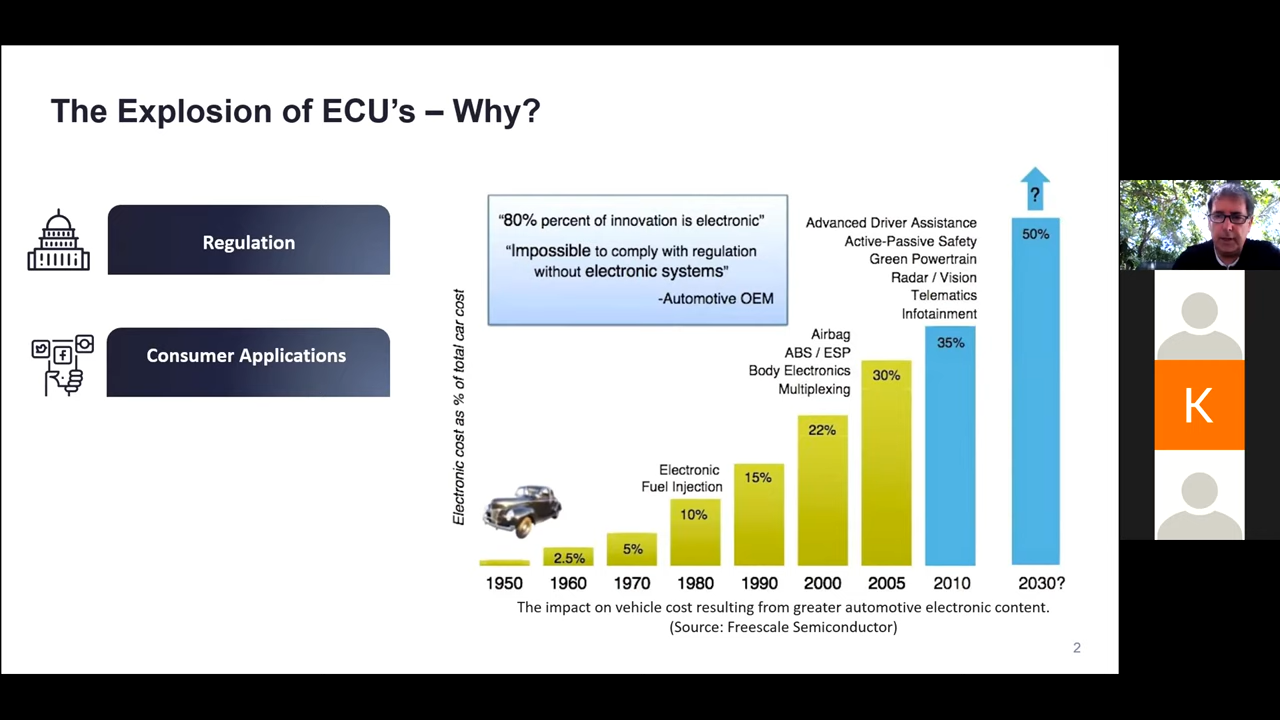 The Explosion of ECU's – Why?
Regulation
Consumer Applications
"80% percent of innovation is electronic"
"Impossible to comply with regulation
without electronic systems"
-Automotive OEM
Electronic cost as % of total car cost
Electronic
Fuel Injection
Airbag
ABS / ESP
Body Electronics
Multiplexing
Advanced Driver Assistance
Active-Passive Safety
Green Powertrain
Radar / Vision
Telematics
Infotainment
?
2.5%
5%
10%
15%
22%
30%
35%
50%
1950 1960 1970 1980 1990 2000 2005 2010 2030?
The impact on vehicle cost resulting from greater automotive electronic content.
(Source: Freescale Semiconductor)
2
K